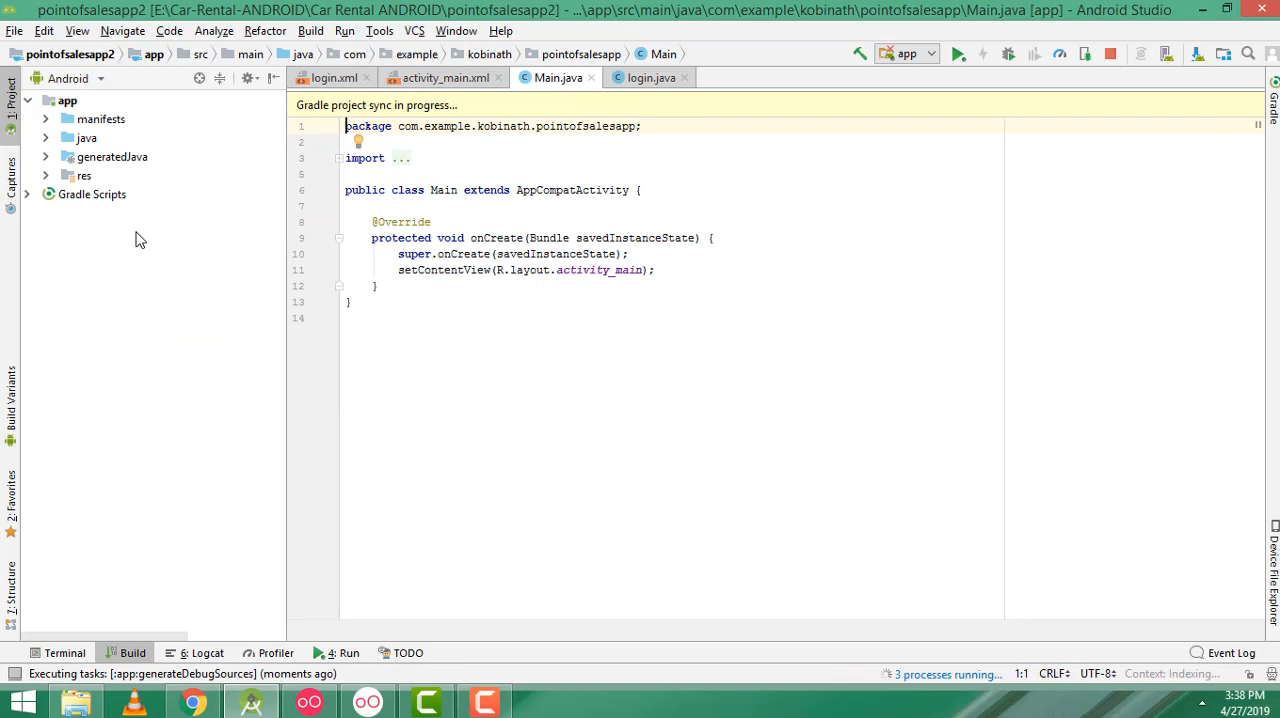 pointofsalesapp2 [E:\Car-Rental-ANDROID\Car Rental ANDROID\pointofsalesapp2] - ...\app\src\main\java\com\example\kobinath\pointofsalesapp\Main.java [app] - Android Studio
File Edit View Navigate Code Analyze Refactor Build Run Tools VCS Window Help
pointofsalesapp2 app src main java com example kobinath pointofsalesapp Main app
1: Project
Android
login.xml activity_main.xml Main.java login.java
Gradle
app
Gradle project sync in progress...
manifests
1 package com.example.kobinath.pointofsalesapp;
java
2
generatedJava
3 import ...
Captures
res
5
Gradle Scripts
6 public class Main extends AppCompatActivity {
7
8 @Override
9 protected void onCreate(Bundle savedInstanceState) {
10 super.onCreate(savedInstanceState);
11 setContentView(R.layout.activity_main);
12 }
13 }
14
Build Variants
2: Favorites
7: Structure
Device File Explorer
Terminal Build 6: Logcat Profiler 4: Run TODO Event Log
Executing tasks: [:app:generateDebugSources] (moments ago) 3 processes running... 1:1 CRLF UTF-8 Context: Indexing...
3:38 PM
4/27/2019